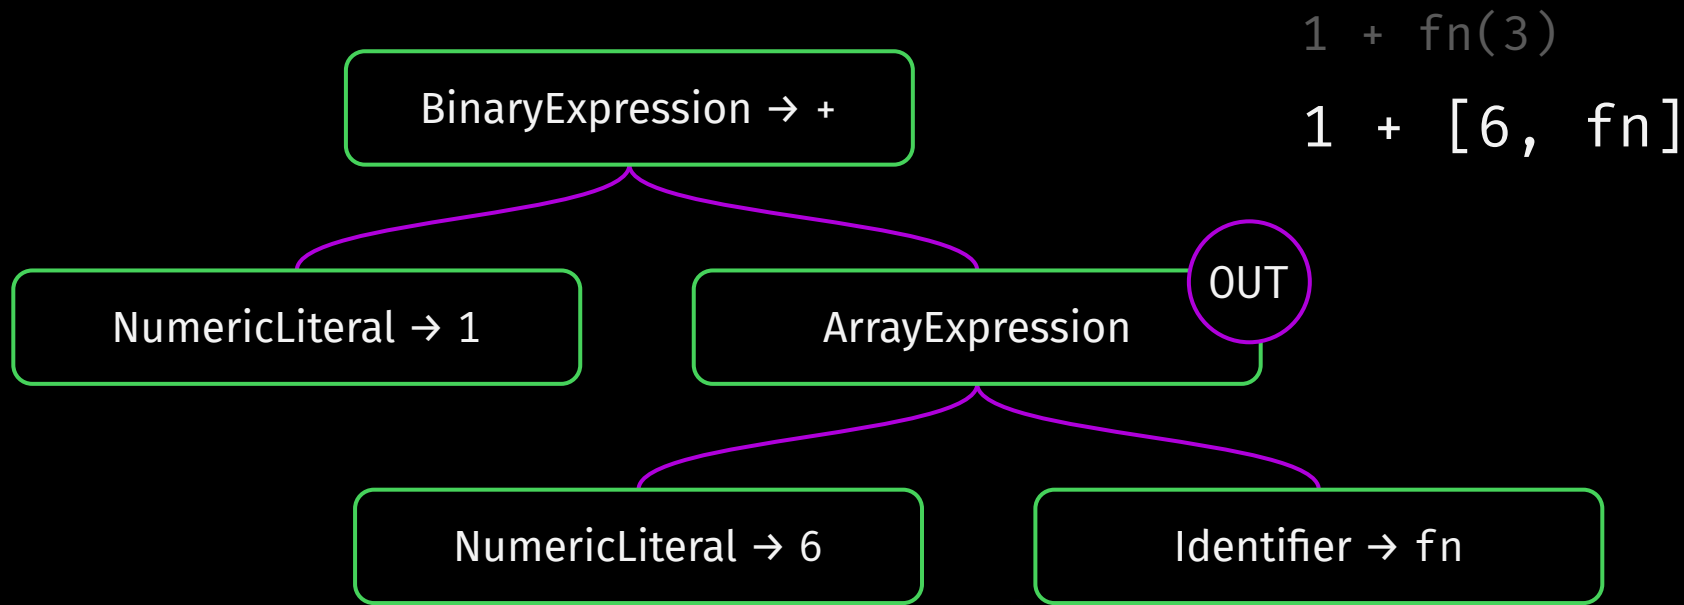 1 + fn(3)
BinaryExpression → +
1 + [6, fn]
OUT
NumericLiteral → 1
ArrayExpression
NumericLiteral → 6
Identifier → fn